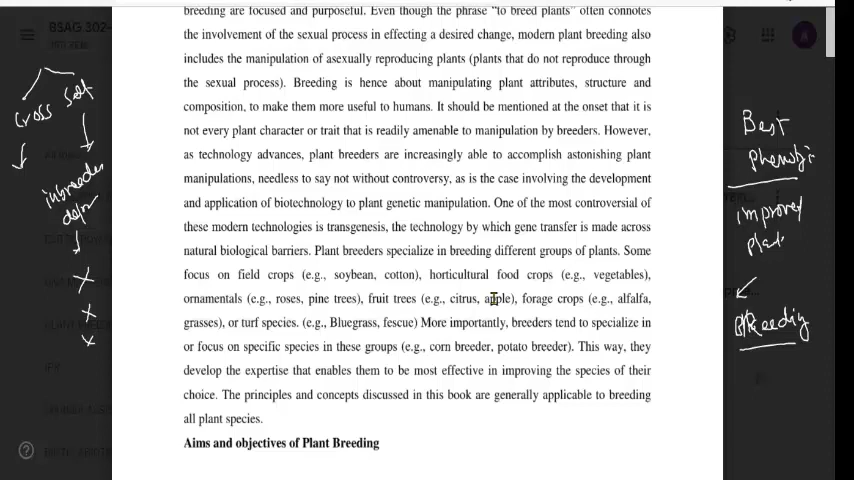 breeding are focused and purposeful. Even though the phrase "to breed plants" often connotes
the involvement of the sexual process in effecting a desired change, modern plant breeding also
includes the manipulation of asexually reproducing plants (plants that do not reproduce through
the sexual process). Breeding is hence about manipulating plant attributes, structure and
composition, to make them more useful to humans. It should be mentioned at the onset that it is
not every plant character or trait that is readily amenable to manipulation by breeders. However,
as technology advances, plant breeders are increasingly able to accomplish astonishing plant
manipulations, needless to say not without controversy, as is the case involving the development
and application of biotechnology to plant genetic manipulation. One of the most controversial of
these modern technologies is transgenesis, the technology by which gene transfer is made across
natural biological barriers. Plant breeders specialize in breeding different groups of plants. Some
focus on field crops (e.g., soybean, cotton), horticultural food crops (e.g., vegetables),
ornamentals (e.g., roses, pine trees), fruit trees (e.g., citrus, apple), forage crops (e.g., alfalfa,
grasses), or turf species. (e.g., Bluegrass, fescue) More importantly, breeders tend to specialize in
or focus on specific species in these groups (e.g., corn breeder, potato breeder). This way, they
develop the expertise that enables them to be most effective in improving the species of their
choice. The principles and concepts discussed in this book are generally applicable to breeding
all plant species.
Aims and objectives of Plant Breeding
BSAG 302-
Cross Self
x
x
x
Best
improved
Breeding
A